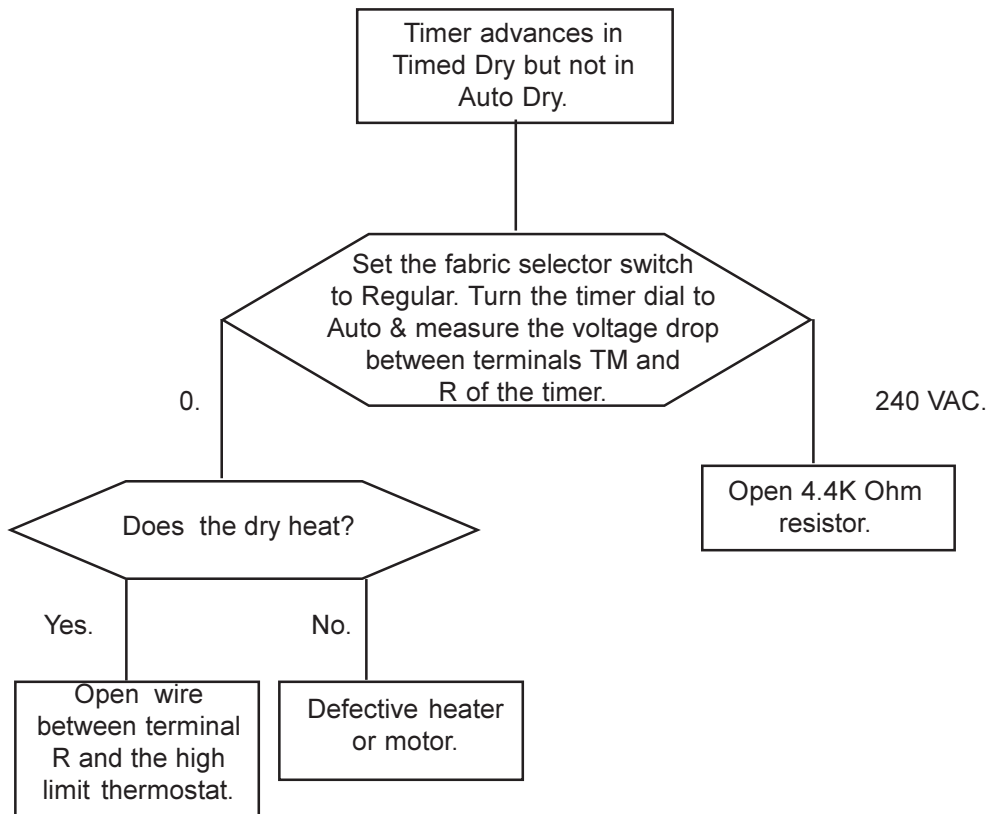 Timer advances in
Timed Dry but not in
Auto Dry.
Set the fabric selector switch
to Regular. Turn the timer dial to
Auto & measure the voltage drop
between terminals TM and
R of the timer.
0.
240 VAC.
Does the dry heat?
Open 4.4K Ohm
resistor.
Yes.
No.
Open wire
between terminal
R and the high
limit thermostat.
Defective heater
or motor.